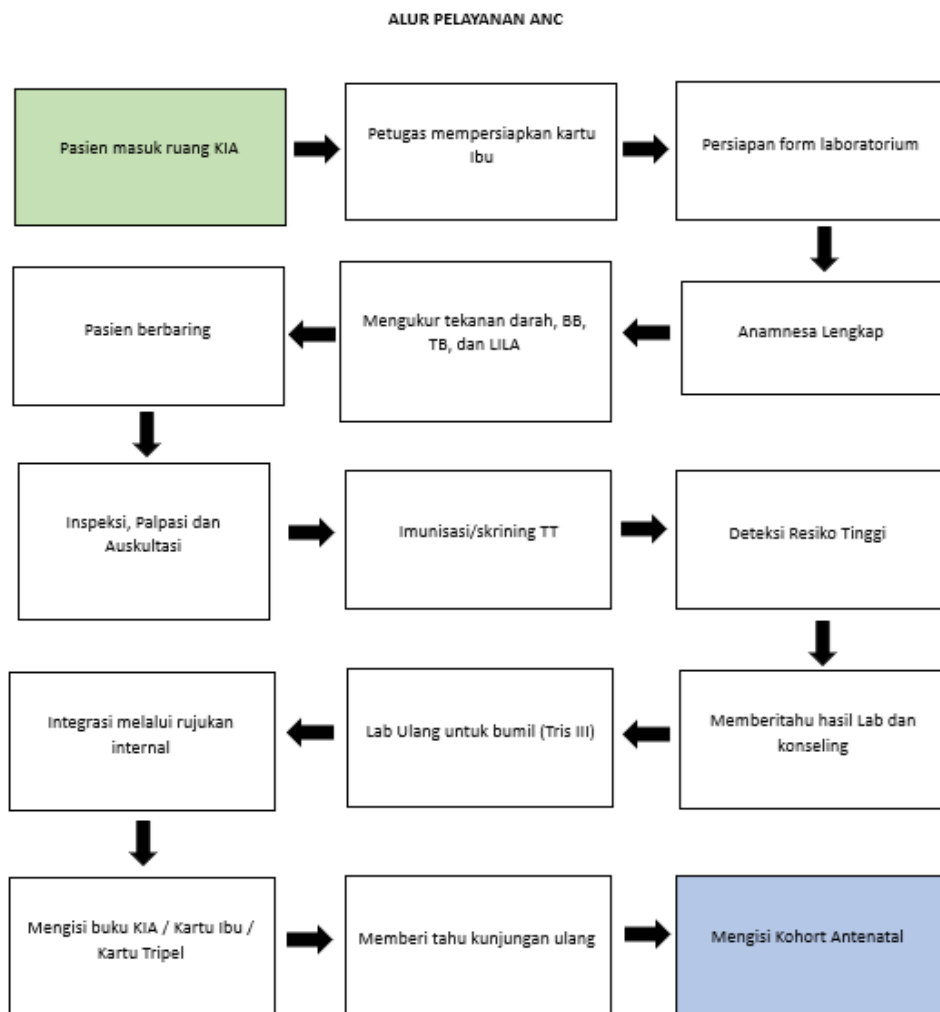 ALUR PELAYANAN ANC
Pasien masuk ruang KIA
Petugas mempersiapkan kartu
Ibu
Persiapan form laboratorium
Anamnesa Lengkap
Mengukur tekanan darah, BB,
TB, dan LILA
Pasien berbaring
Inspeksi, Palpasi dan
Auskultasi
Imunisasi/skrining TT
Deteksi Resiko Tinggi
Memberitahu hasil Lab dan
konseling
Lab Ulang untuk bumil (Tris III)
Integrasi melalui rujukan
internal
Mengisi buku KIA / Kartu Ibu /
Kartu Tripel
Memberi tahu kunjungan ulang
Mengisi Kohort Antenatal